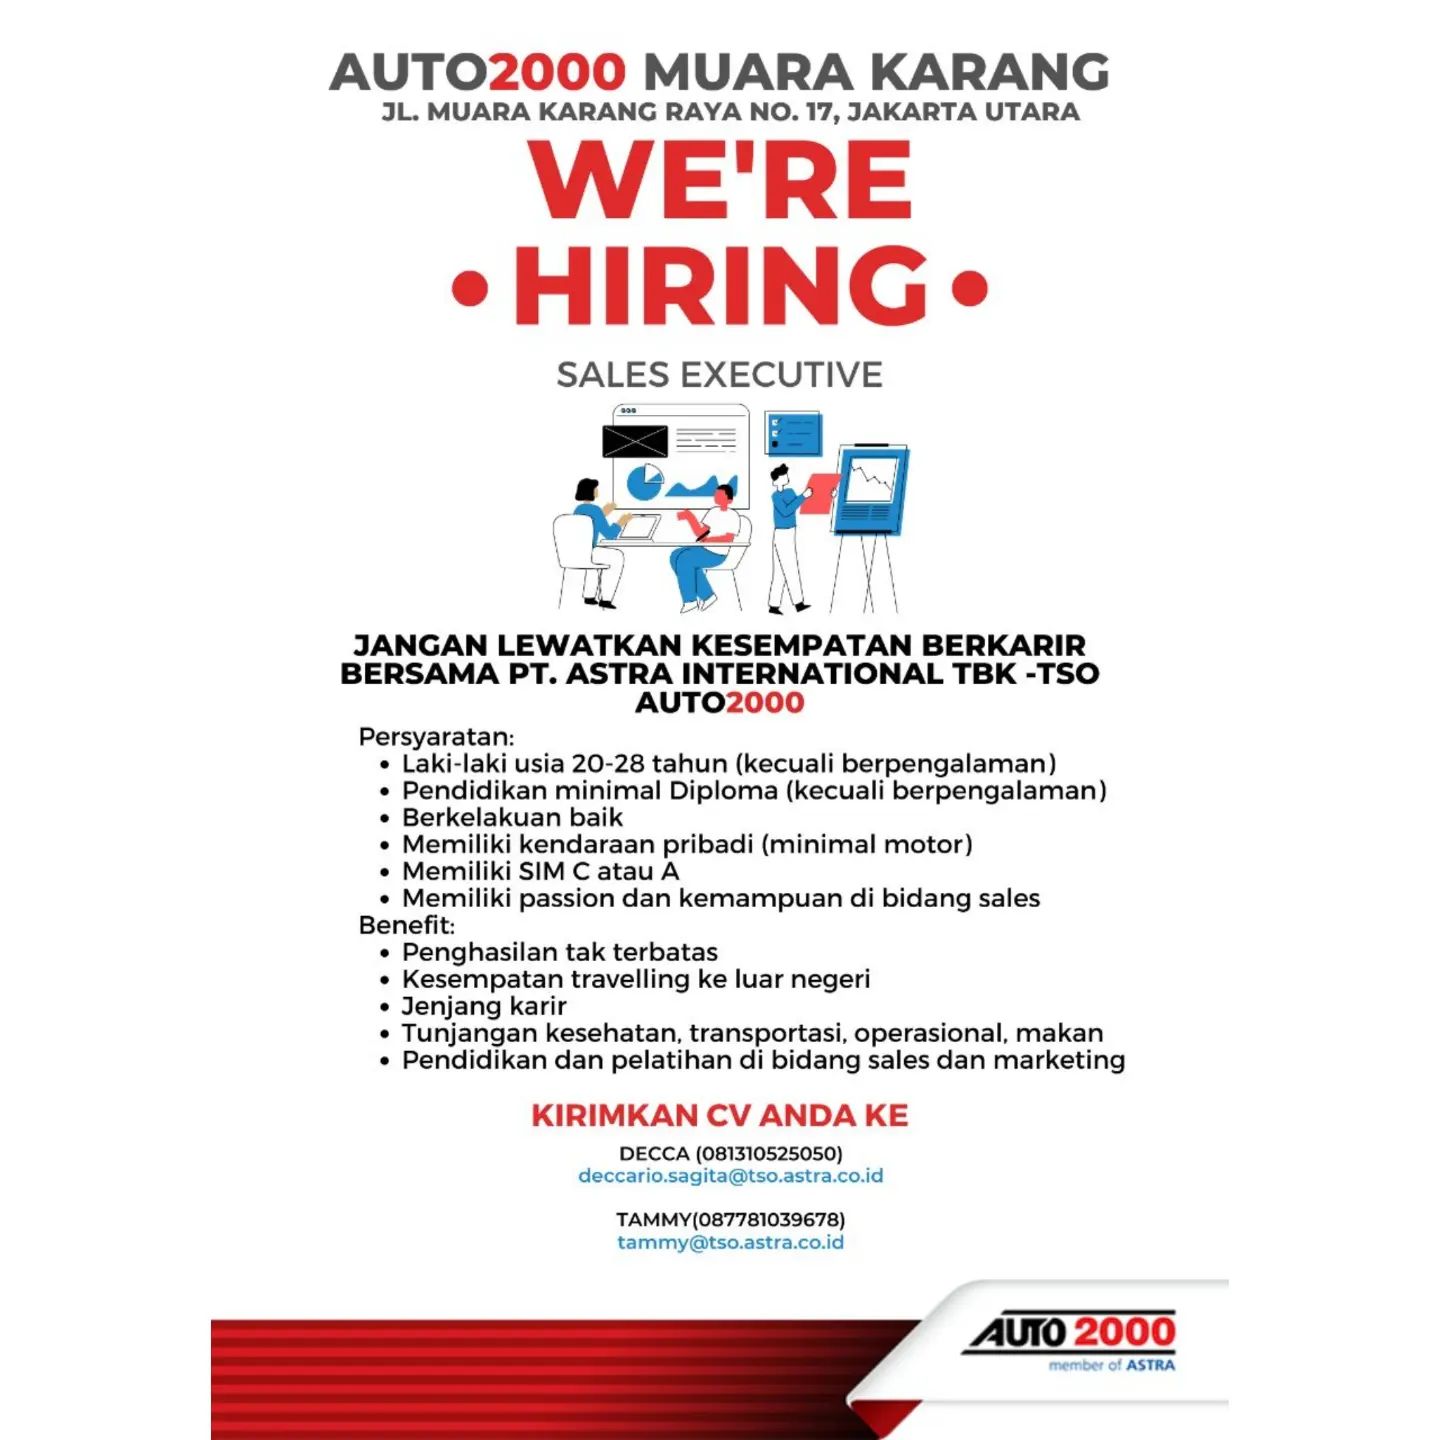 AUTO2000 MUARA KARANG
JL. MUARA KARANG RAYA NO. 17, JAKARTA UTARA
WE'RE
• HIRING •
SALES EXECUTIVE
JANGAN LEWATKAN KESEMPATAN BERKARIR
BERSAMA PT. ASTRA INTERNATIONAL TBK -TSO
AUTO2000
Persyaratan:
• Laki-laki usia 20-28 tahun (kecuali berpengalaman)
• Pendidikan minimal Diploma (kecuali berpengalaman)
• Berkelakuan baik
• Memiliki kendaraan pribadi (minimal motor)
• Memiliki SIM C atau A
• Memiliki passion dan kemampuan di bidang sales
Benefit:
• Penghasilan tak terbatas
• Kesempatan travelling ke luar negeri
• Jenjang karir
• Tunjangan kesehatan, transportasi, operasional, makan
• Pendidikan dan pelatihan di bidang sales dan marketing
KIRIMKAN CV ANDA KE
DECCA (081310525050)
deccario.sagita@tso.astra.co.id
TAMMY(087781039678)
tammy@tso.astra.co.id
AUTO 2000
member of ASTRA